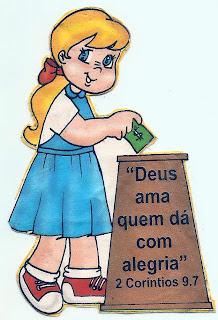 “Deus
ama
quem dá
com
alegria”
2 Coríntios 9.7